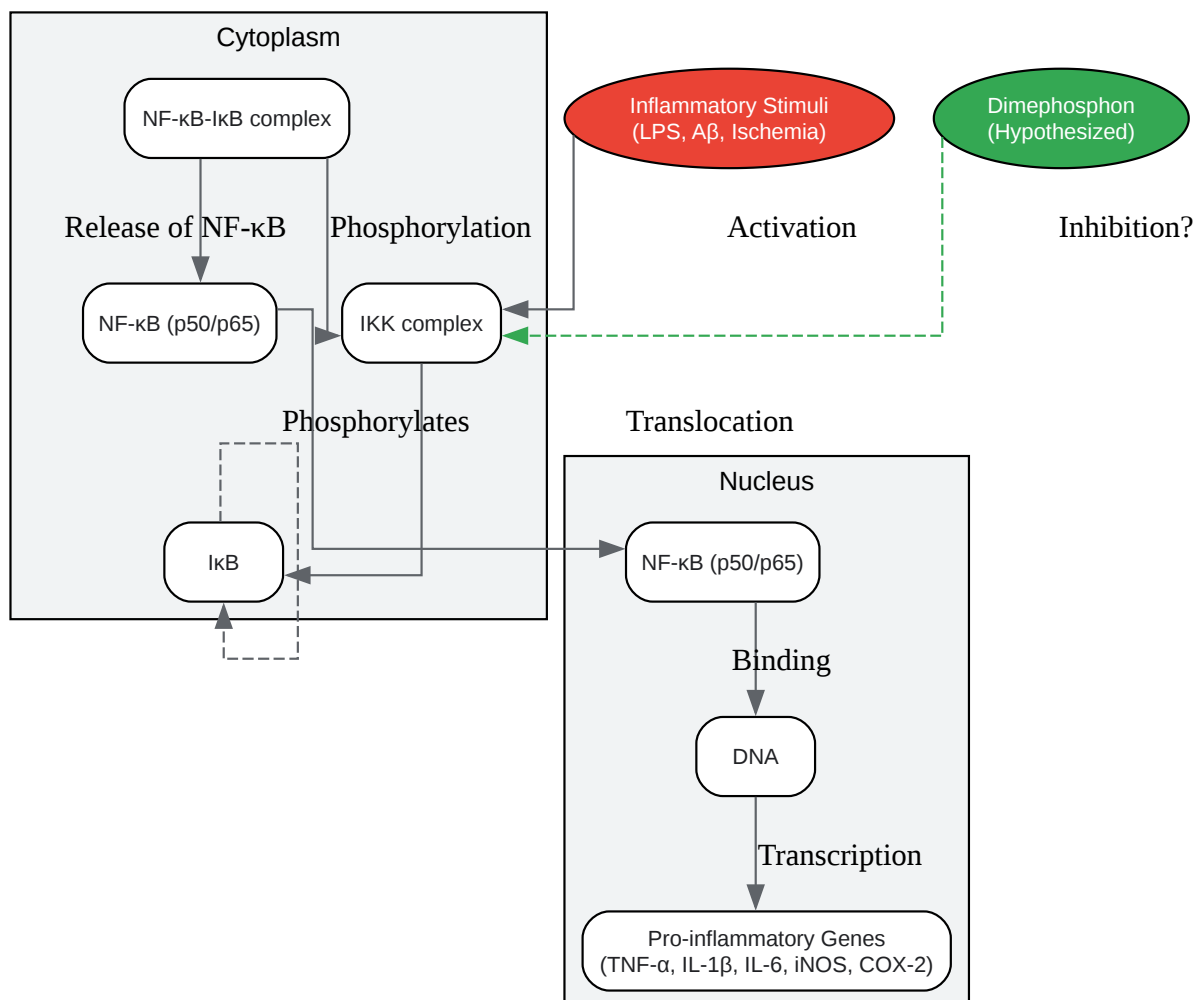 Cytoplasm
NF-κB-IκB complex
Inflammatory Stimuli
(LPS, Aβ, Ischemia)
Dimephosphon
(Hypothesized)
Release of NF-κB
Phosphorylation
Activation
Inhibition?
NF-κB (p50/p65)
IKK complex
Phosphorylates
Translocation
Nucleus
IκB
NF-κB (p50/p65)
Binding
DNA
Transcription
Pro-inflammatory Genes
(TNF-α, IL-1β, IL-6, iNOS, COX-2)